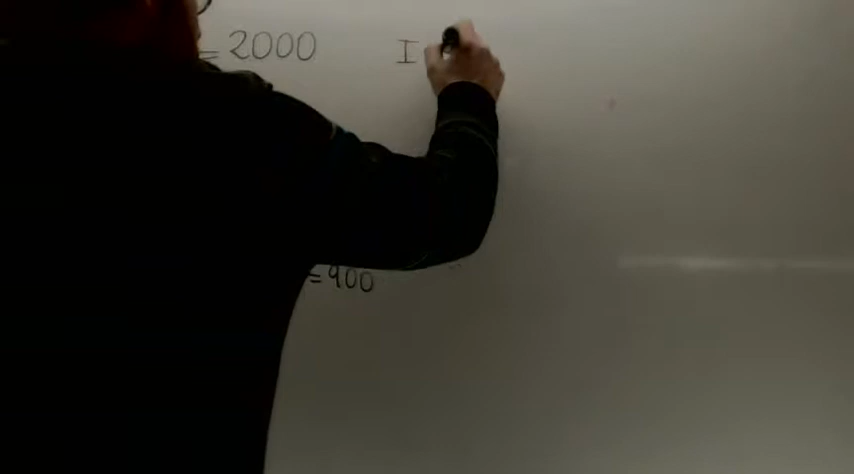 = 2000 I
= 900